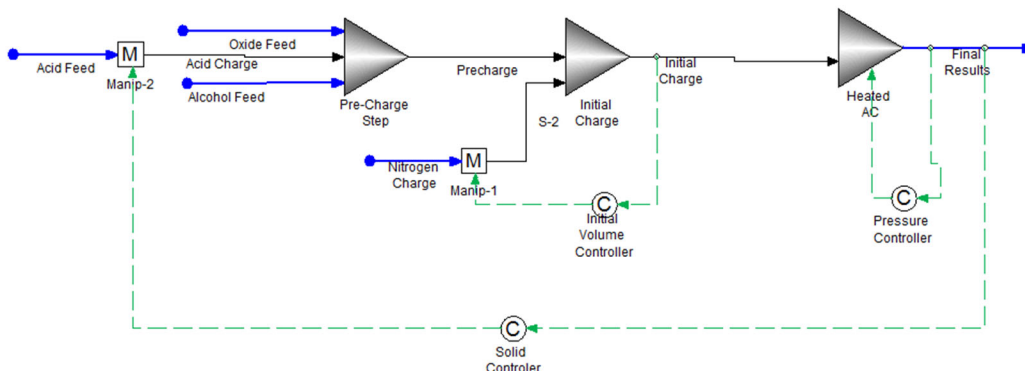 Acid Feed
M
Manip-2
Oxide Feed
Acid Charge
Alcohol Feed
Pre-Charge
Step
Precharge
S-2
Initial
Charge
Initial
Charge
Nitrogen
Charge
M
Manip-1
C
Initial
Volume
Controller
Heated
AC
Final
Results
C
Pressure
Controller
C
Solid
Controler